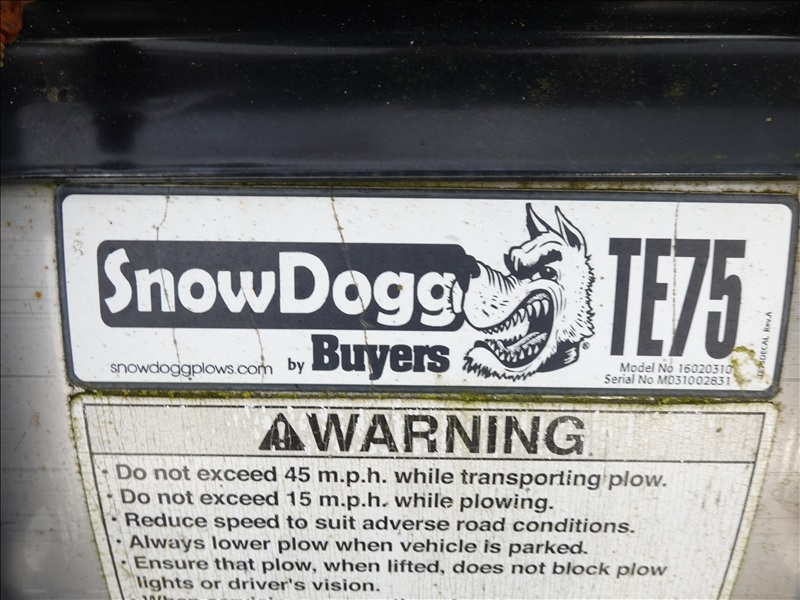 SnowDogg
TE75
snowdoggplows.com by Buyers
®
Model No 16020310
Serial No M031002831
DECAL Rev.A
WARNING
· Do not exceed 45 m.p.h. while transporting plow.
· Do not exceed 15 m.p.h. while plowing.
· Reduce speed to suit adverse road conditions.
· Always lower plow when vehicle is parked.
· Ensure that plow, when lifted, does not block plow
lights or driver's vision.